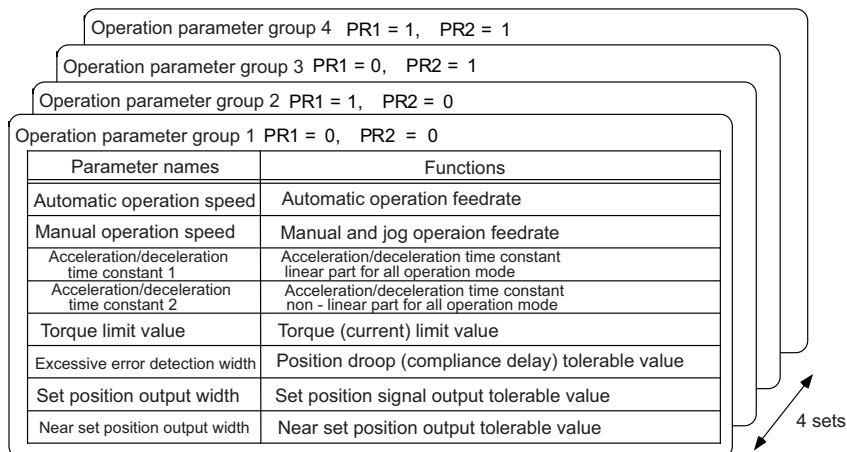 Operation parameter group 4 PR1 = 1, PR2 = 1
Operation parameter group 3 PR1 = 0, PR2 = 1
Operation parameter group 2 PR1 = 1, PR2 = 0
Operation parameter group 1 PR1 = 0, PR2 = 0
Parameter names Functions
Automatic operation speed Automatic operation feedrate
Manual operation speed Manual and jog operaion feedrate
Acceleration/deceleration Acceleration/deceleration time constant
time constant 1 linear part for all operation mode
Acceleration/deceleration Acceleration/deceleration time constant
time constant 2 non - linear part for all operation mode
Torque limit value Torque (current) limit value
Excessive error detection width Position droop (compliance delay) tolerable value
Set position output width Set position signal output tolerable value
Near set position output width Near set position output tolerable value
4 sets